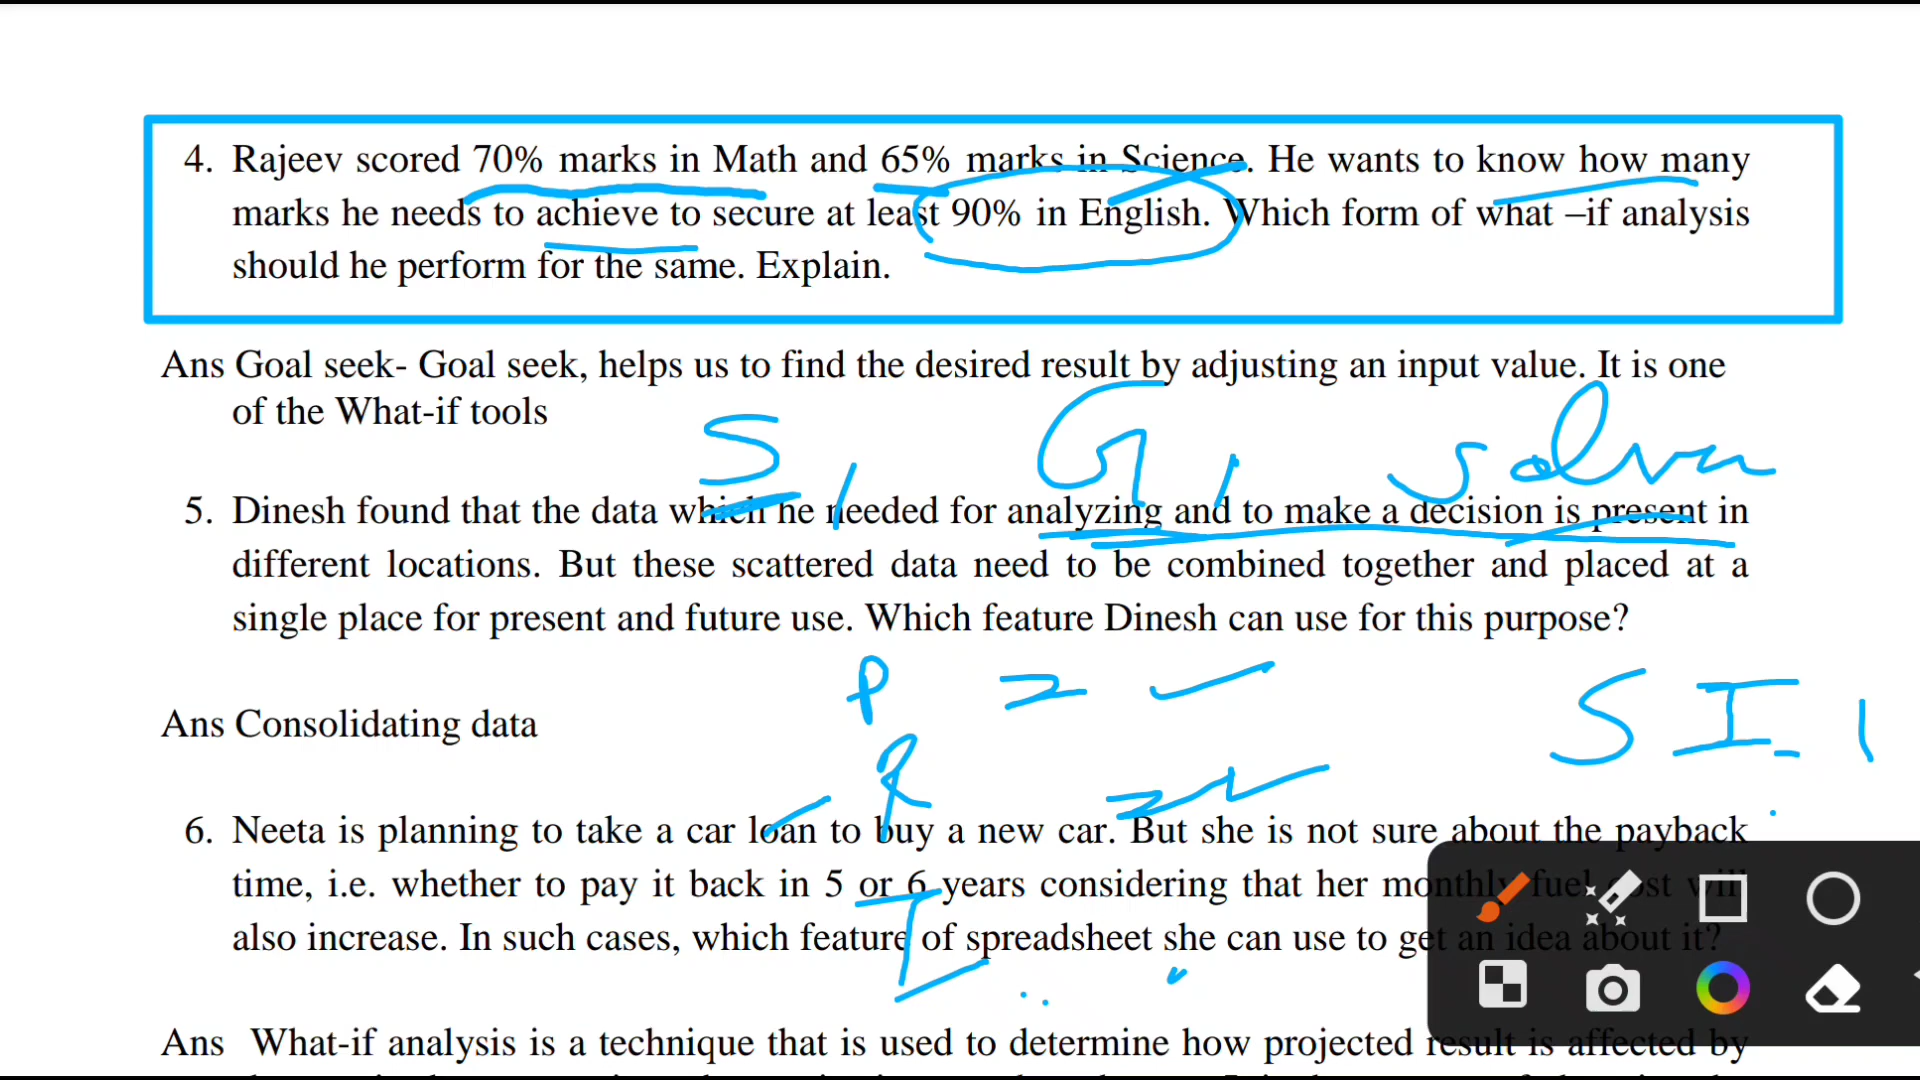 4. Rajeev scored 70% marks in Math and 65% marks in Science. He wants to know how many
marks he needs to achieve to secure at least 90% in English. Which form of what –if analysis
should he perform for the same. Explain.
Ans Goal seek- Goal seek, helps us to find the desired result by adjusting an input value. It is one
of the What-if tools
S, G,
5. Dinesh found that the data which he needed for analyzing and to make a decision is present in
different locations. But these scattered data need to be combined together and placed at a
single place for present and future use. Which feature Dinesh can use for this purpose?
P =
S I
Ans Consolidating data
R =
6. Neeta is planning to take a car loan to buy a new car. But she is not sure about the payback
time, i.e. whether to pay it back in 5 or 6 years considering that her monthly fuel cost will
also increase. In such cases, which feature of spreadsheet she can use to get an idea about it?
Ans What-if analysis is a technique that is used to determine how projected result is affected by